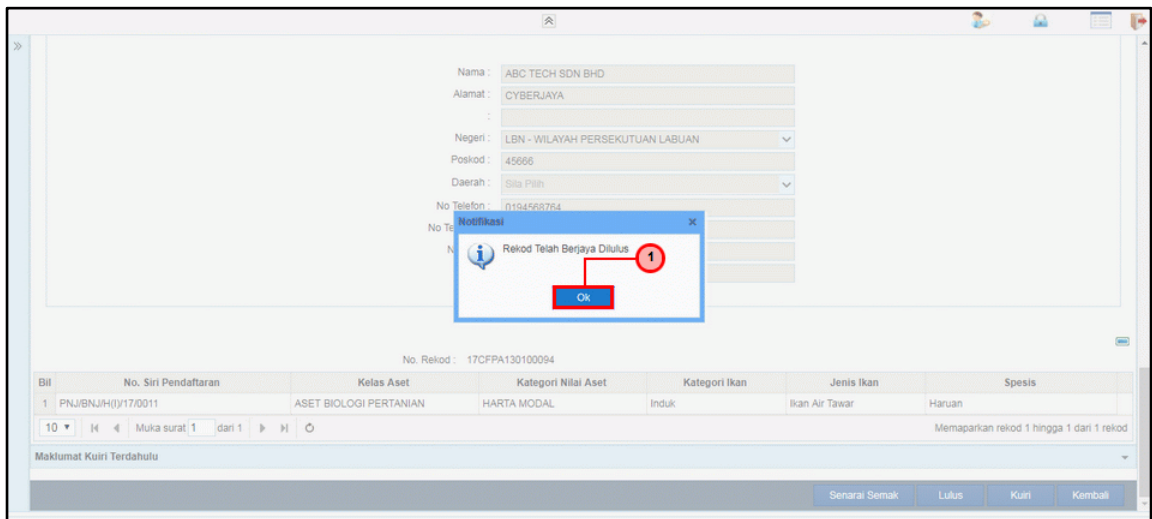 Nama : ABC TECH SDN BHD
Alamat : CYBERJAYA
:
Negeri : LBN - WILAYAH PERSEKUTUAN LABUAN
Poskod : 45666
Daerah : Sila Pilih
No Telefon : 0194568764
No Te
N
Notifikasi
Rekod Telah Berjaya Dilulus
1
Ok
No. Rekod : 17CFPA130100094
Bil No. Siri Pendaftaran Kelas Aset Kategori Nilai Aset Kategori Ikan Jenis Ikan Spesis
1 PNJ/BNJ/H(I)/17/0011 ASET BIOLOGI PERTANIAN HARTA MODAL Induk Ikan Air Tawar Haruan
10 Muka surat 1 dari 1 Memaparkan rekod 1 hingga 1 dari 1 rekod
Maklumat Kuiri Terdahulu
Senarai Semak Lulus Kuiri Kembali